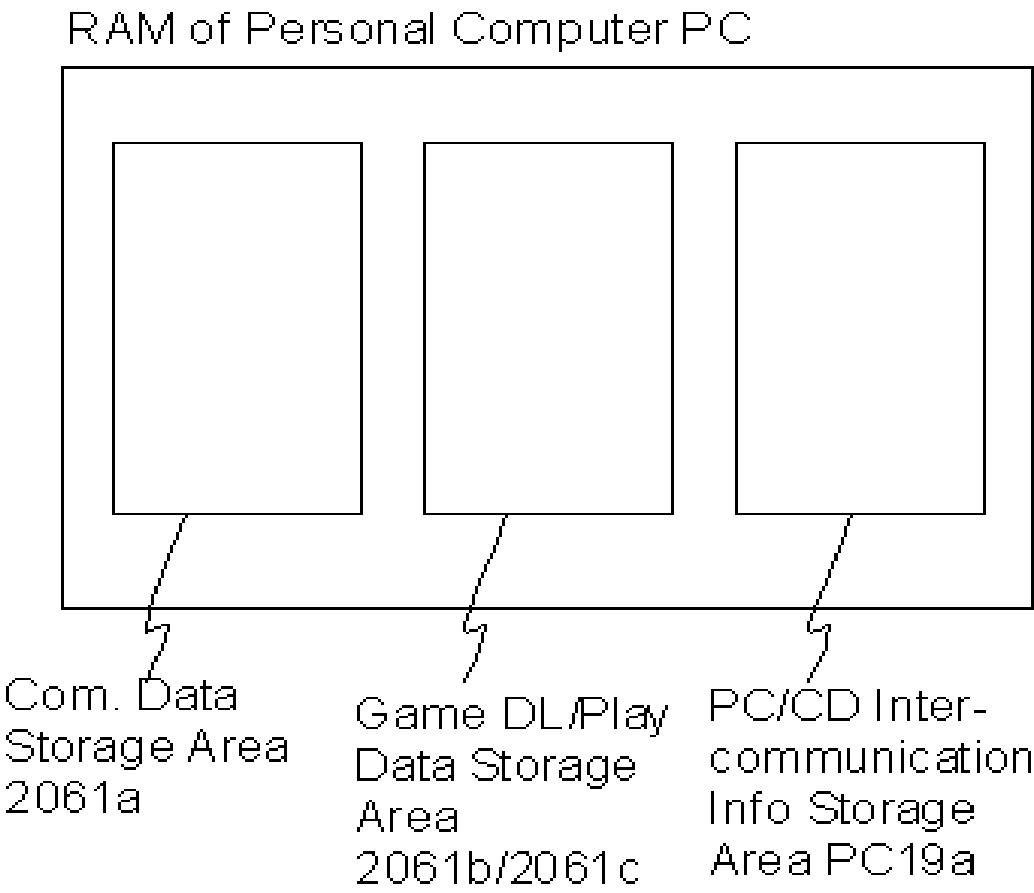 RAM of Personal Computer PC
Com. Data
Storage Area
2061a
Game DL/Play
Data Storage
Area
2061b/2061c
PC/CD Inter-
communication
Info Storage
Area PC19a